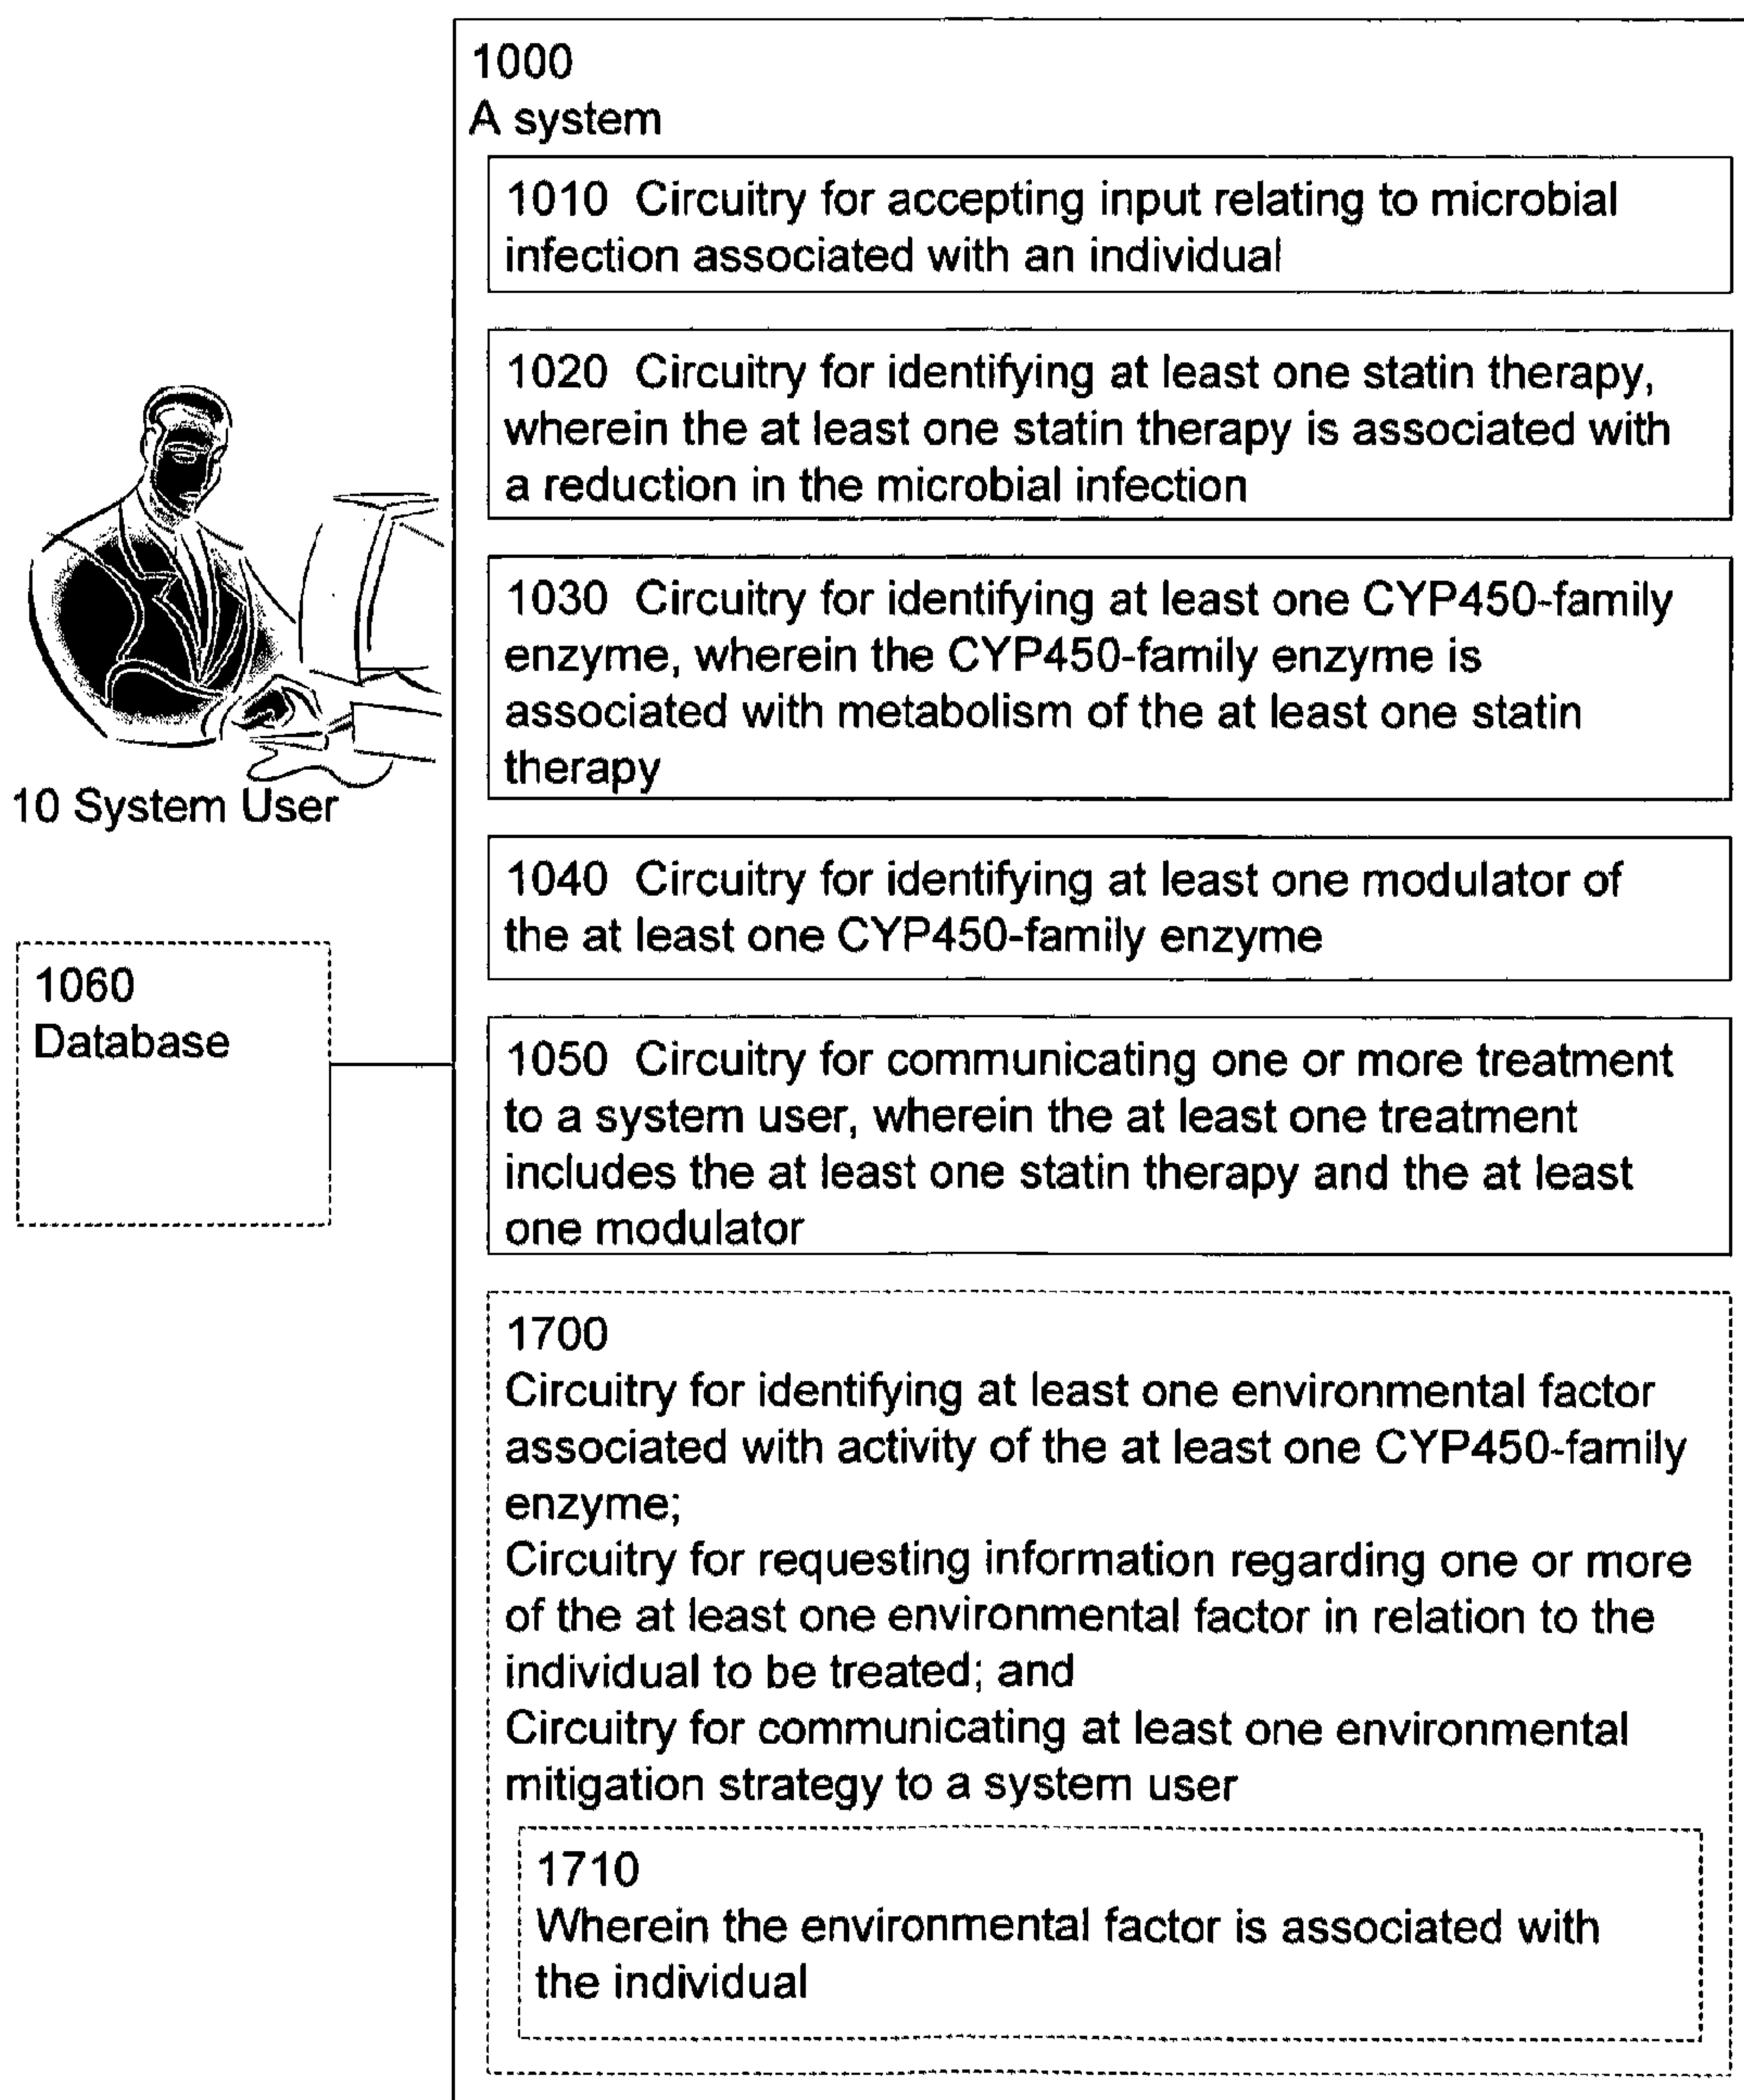 1000
A system
1010 Circuitry for accepting input relating to microbial
infection associated with an individual
1020 Circuitry for identifying at least one statin therapy,
wherein the at least one statin therapy is associated with
a reduction in the microbial infection
1030 Circuitry for identifying at least one CYP450-family
enzyme, wherein the CYP450-family enzyme is
associated with metabolism of the at least one statin
therapy
10 System User
1040 Circuitry for identifying at least one modulator of
the at least one CYP450-family enzyme
1060
Database
1050 Circuitry for communicating one or more treatment
to a system user, wherein the at least one treatment
includes the at least one statin therapy and the at least
one modulator
1700
Circuitry for identifying at least one environmental factor
associated with activity of the at least one CYP450-family
enzyme;
Circuitry for requesting information regarding one or more
of the at least one environmental factor in relation to the
individual to be treated; and
Circuitry for communicating at least one environmental
mitigation strategy to a system user
1710
Wherein the environmental factor is associated with
the individual